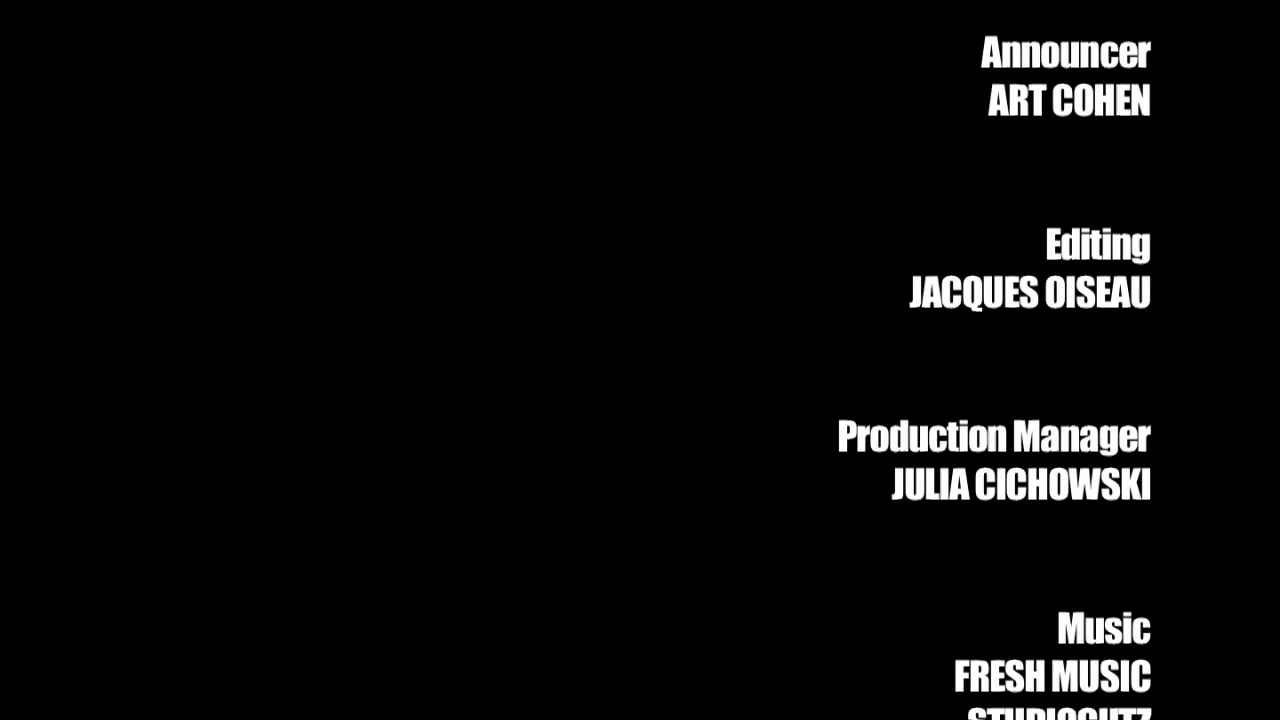 Announcer
ART COHEN
Editing
JACQUES OISEAU
Production Manager
JULIA CICHOWSKI
Music
FRESH MUSIC